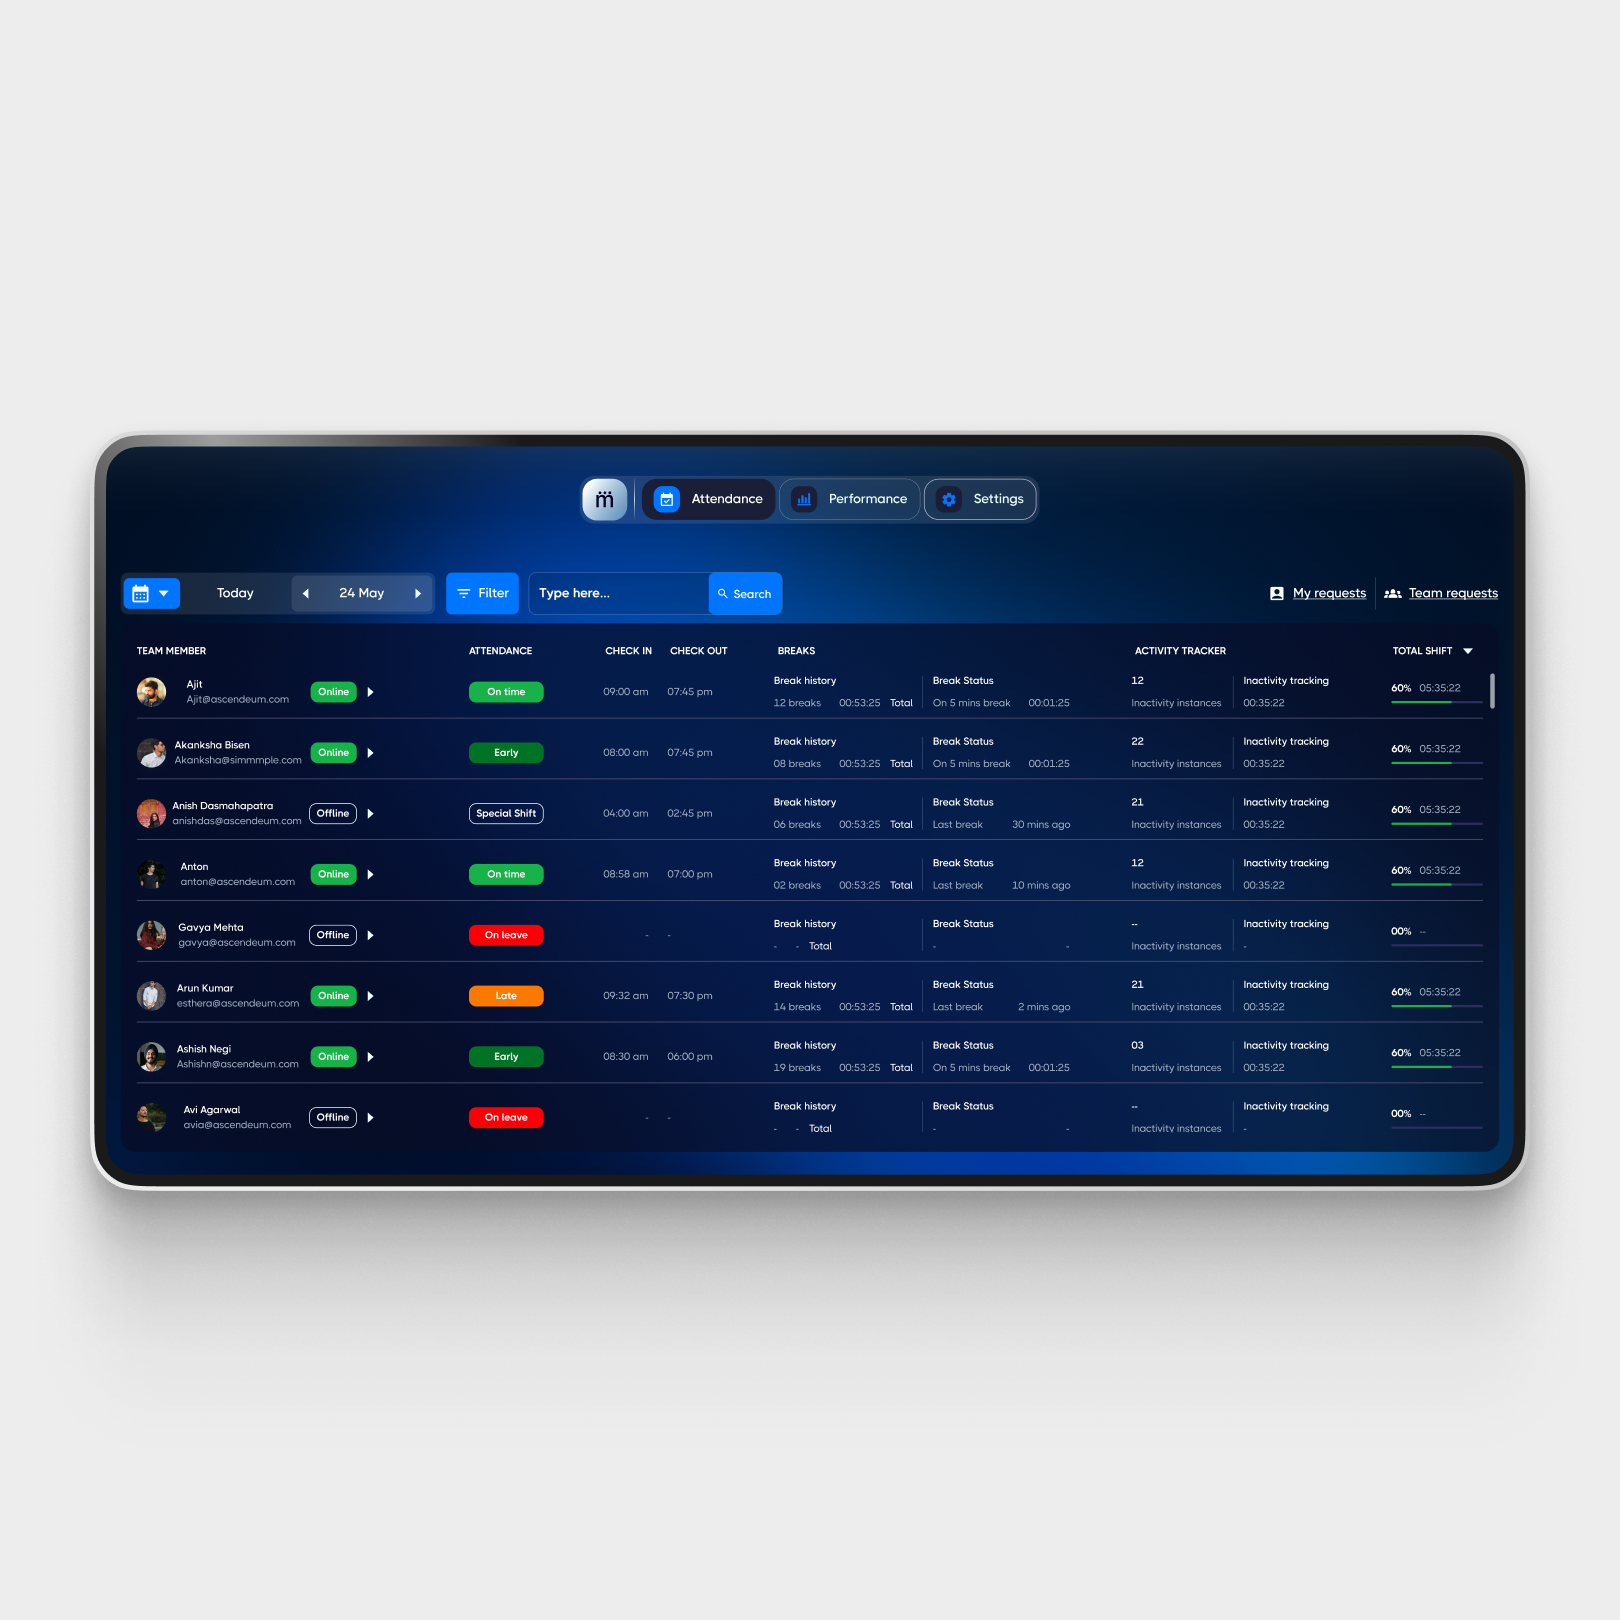 m̈
Attendance
Performance
Settings
Today
24 May
Filter
Type here...
Search
My requests
Team requests
TEAM MEMBER ATTENDANCE CHECK IN CHECK OUT BREAKS ACTIVITY TRACKER TOTAL SHIFT
Ajit
Ajit@ascendeum.com
Online
On time
09:00 am 07:45 pm
Break history
12 breaks 00:53:25 Total
Break Status
On 5 mins break 00:01:25
12
Inactivity instances
Inactivity tracking
00:35:22
60% 05:35:22
Akanksha Bisen
Akanksha@simmmple.com
Online
Early
08:00 am 07:45 pm
Break history
08 breaks 00:53:25 Total
Break Status
On 5 mins break 00:01:25
22
Inactivity instances
Inactivity tracking
00:35:22
60% 05:35:22
Anish Dasmahapatra
anishdas@ascendeum.com
Offline
Special Shift
04:00 am 02:45 pm
Break history
06 breaks 00:53:25 Total
Break Status
Last break 30 mins ago
21
Inactivity instances
Inactivity tracking
00:35:22
60% 05:35:22
Anton
anton@ascendeum.com
Online
On time
08:58 am 07:00 pm
Break history
02 breaks 00:53:25 Total
Break Status
Last break 10 mins ago
12
Inactivity instances
Inactivity tracking
00:35:22
60% 05:35:22
Gavya Mehta
gavya@ascendeum.com
Offline
On leave
- -
Break history
- - Total
Break Status
- -
--
Inactivity instances
Inactivity tracking
-
00% --
Arun Kumar
esthera@ascendeum.com
Online
Late
09:32 am 07:30 pm
Break history
14 breaks 00:53:25 Total
Break Status
Last break 2 mins ago
21
Inactivity instances
Inactivity tracking
00:35:22
60% 05:35:22
Ashish Negi
Ashishn@ascendeum.com
Online
Early
08:30 am 06:00 pm
Break history
19 breaks 00:53:25 Total
Break Status
On 5 mins break 00:01:25
03
Inactivity instances
Inactivity tracking
00:35:22
60% 05:35:22
Avi Agarwal
avia@ascendeum.com
Offline
On leave
- -
Break history
- - Total
Break Status
- -
--
Inactivity instances
Inactivity tracking
-
00% --